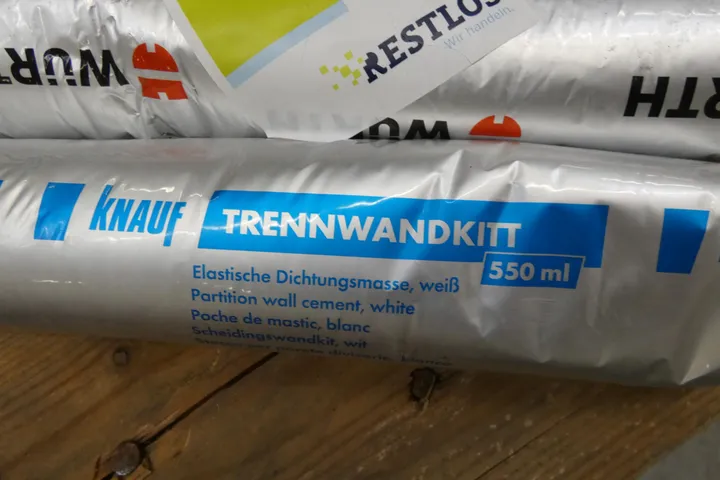 RESTLOS
Wir handeln.
WÜRTH
RTH
WÜ
KNAUF
TRENNWANDKITT
550 ml
Elastische Dichtungsmasse, weiß
Partition wall cement, white
Poche de mastic, blanc
Scheidingswandkit, wit